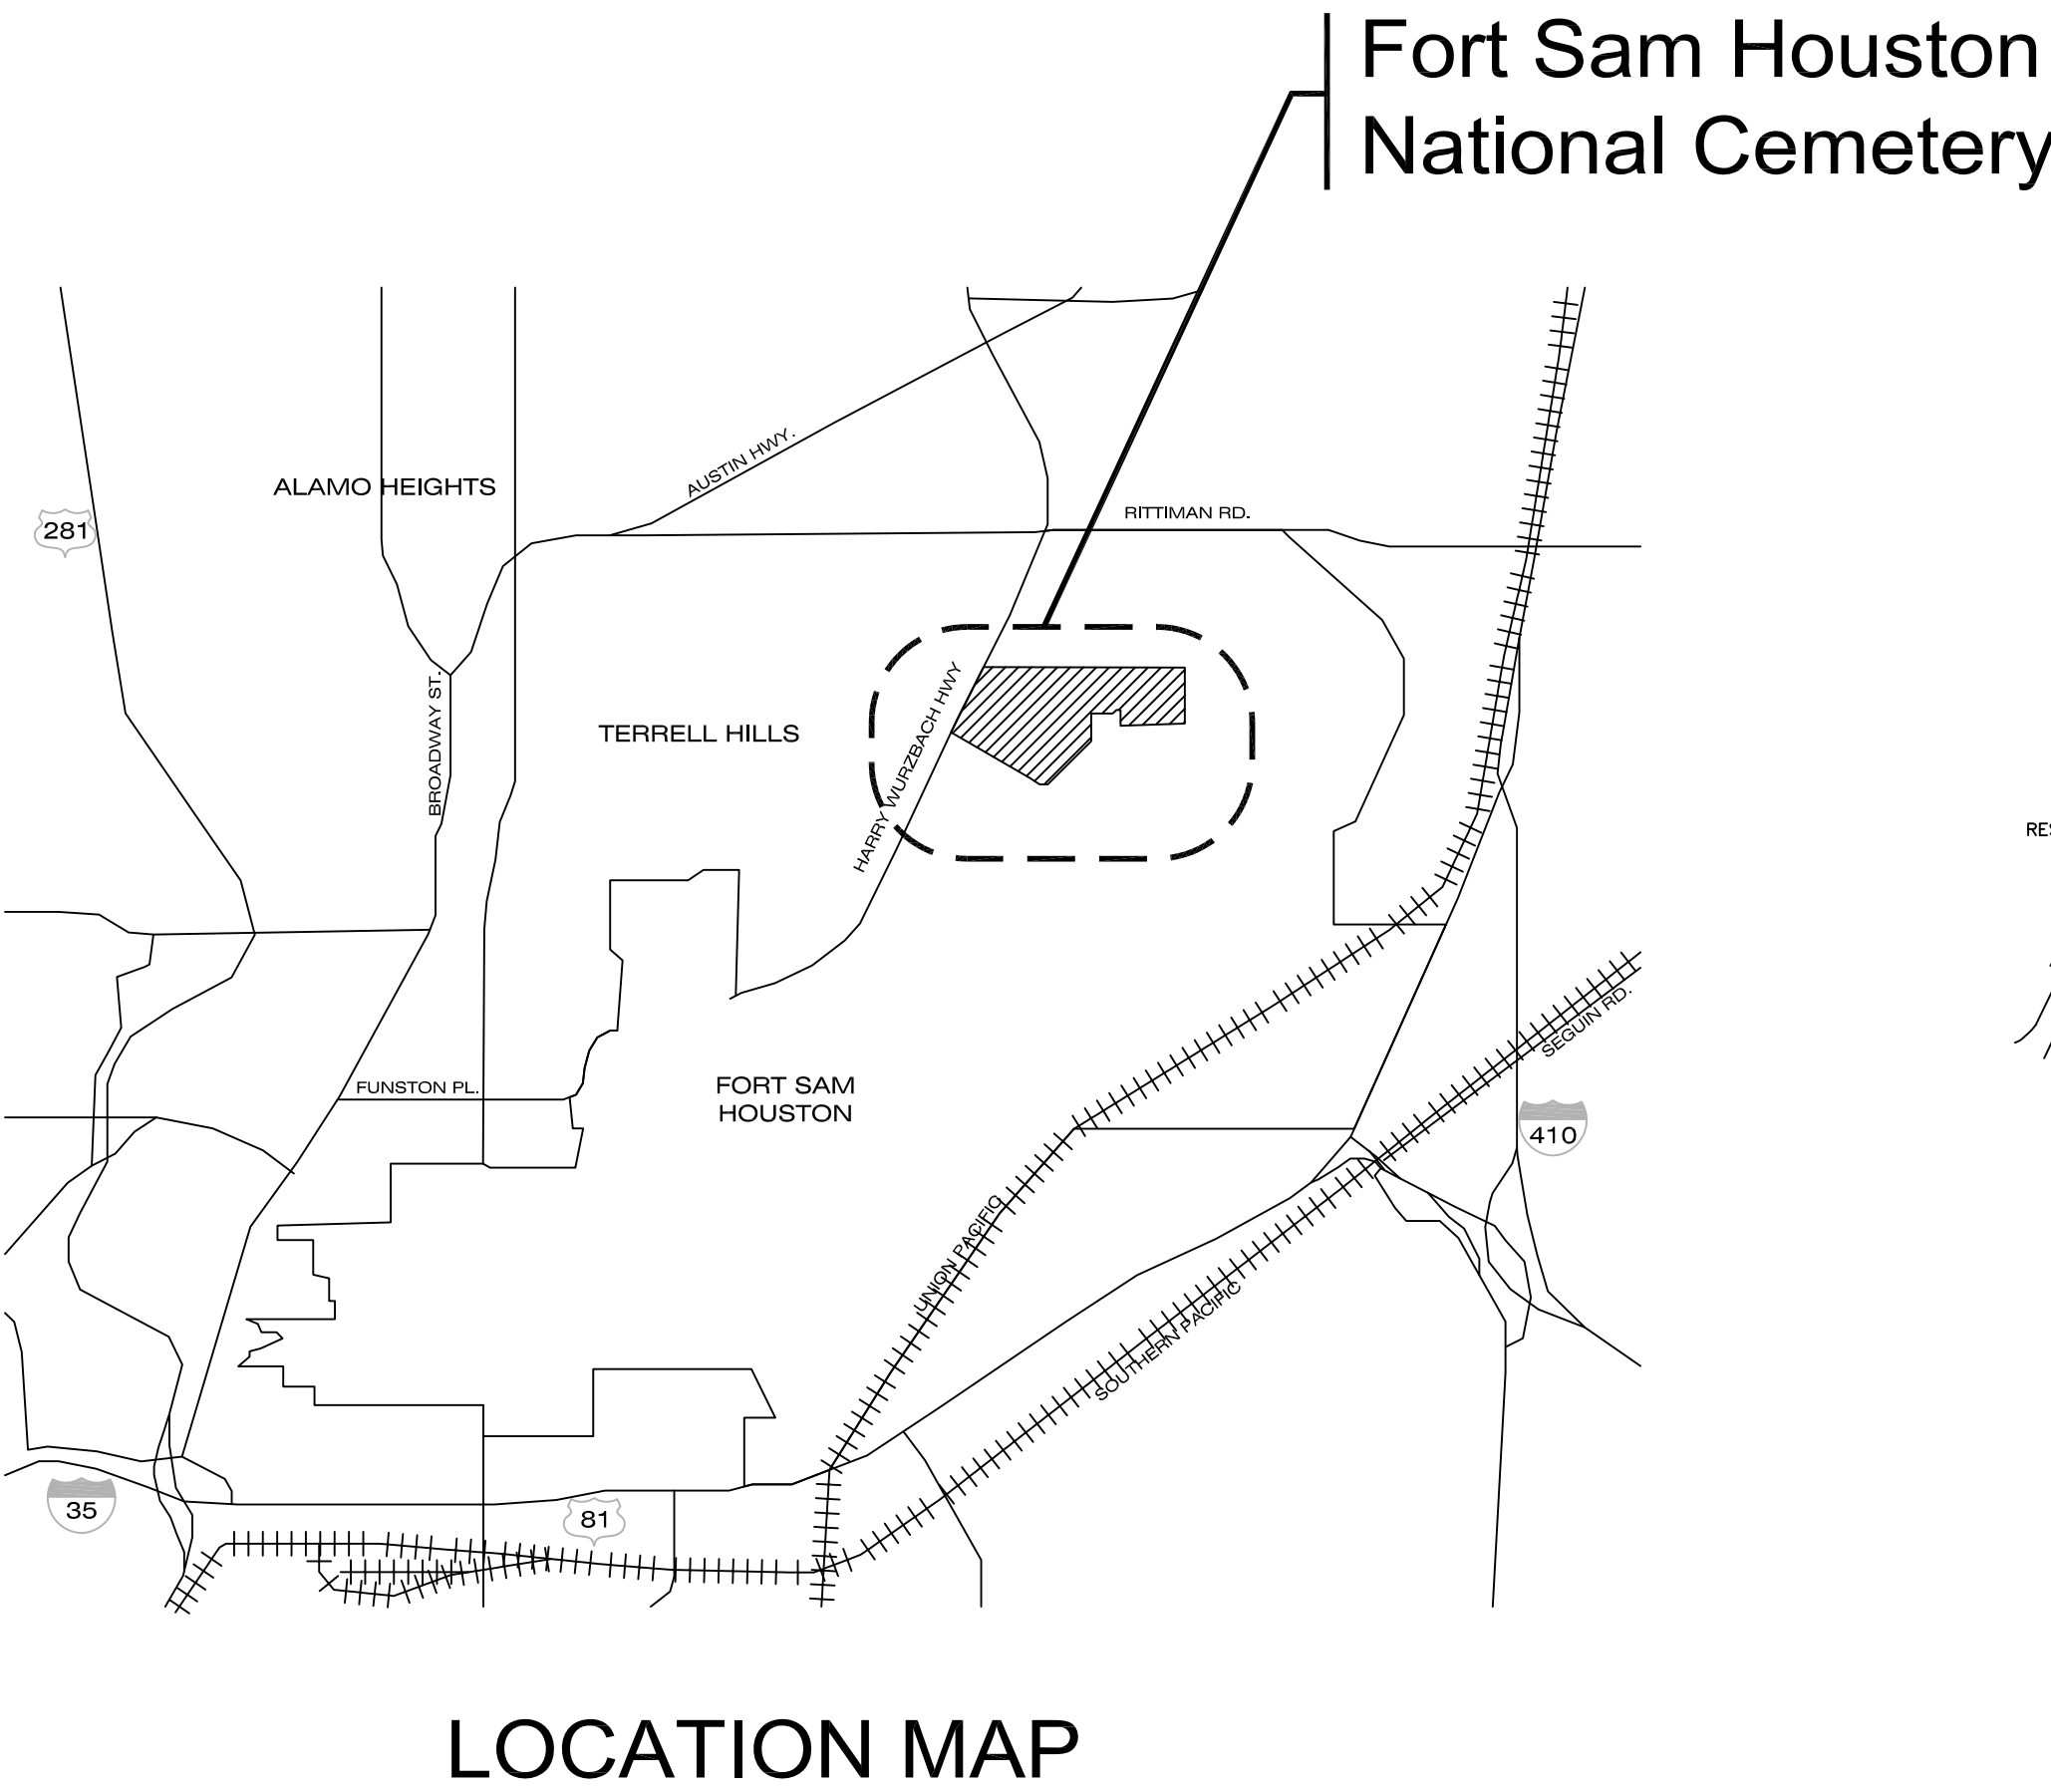 Fort Sam Houston
National Cemetery
ALAMO HEIGHTS
AUSTIN HWY.
RITTIMAN RD.
281
BROADWAY ST.
TERRELL HILLS
HARRY WURZBACH HWY
RES
SEGUIN RD.
FUNSTON PL.
FORT SAM
HOUSTON
410
UNION PACIFIC
SOUTHERN PACIFIC
35
81
LOCATION MAP